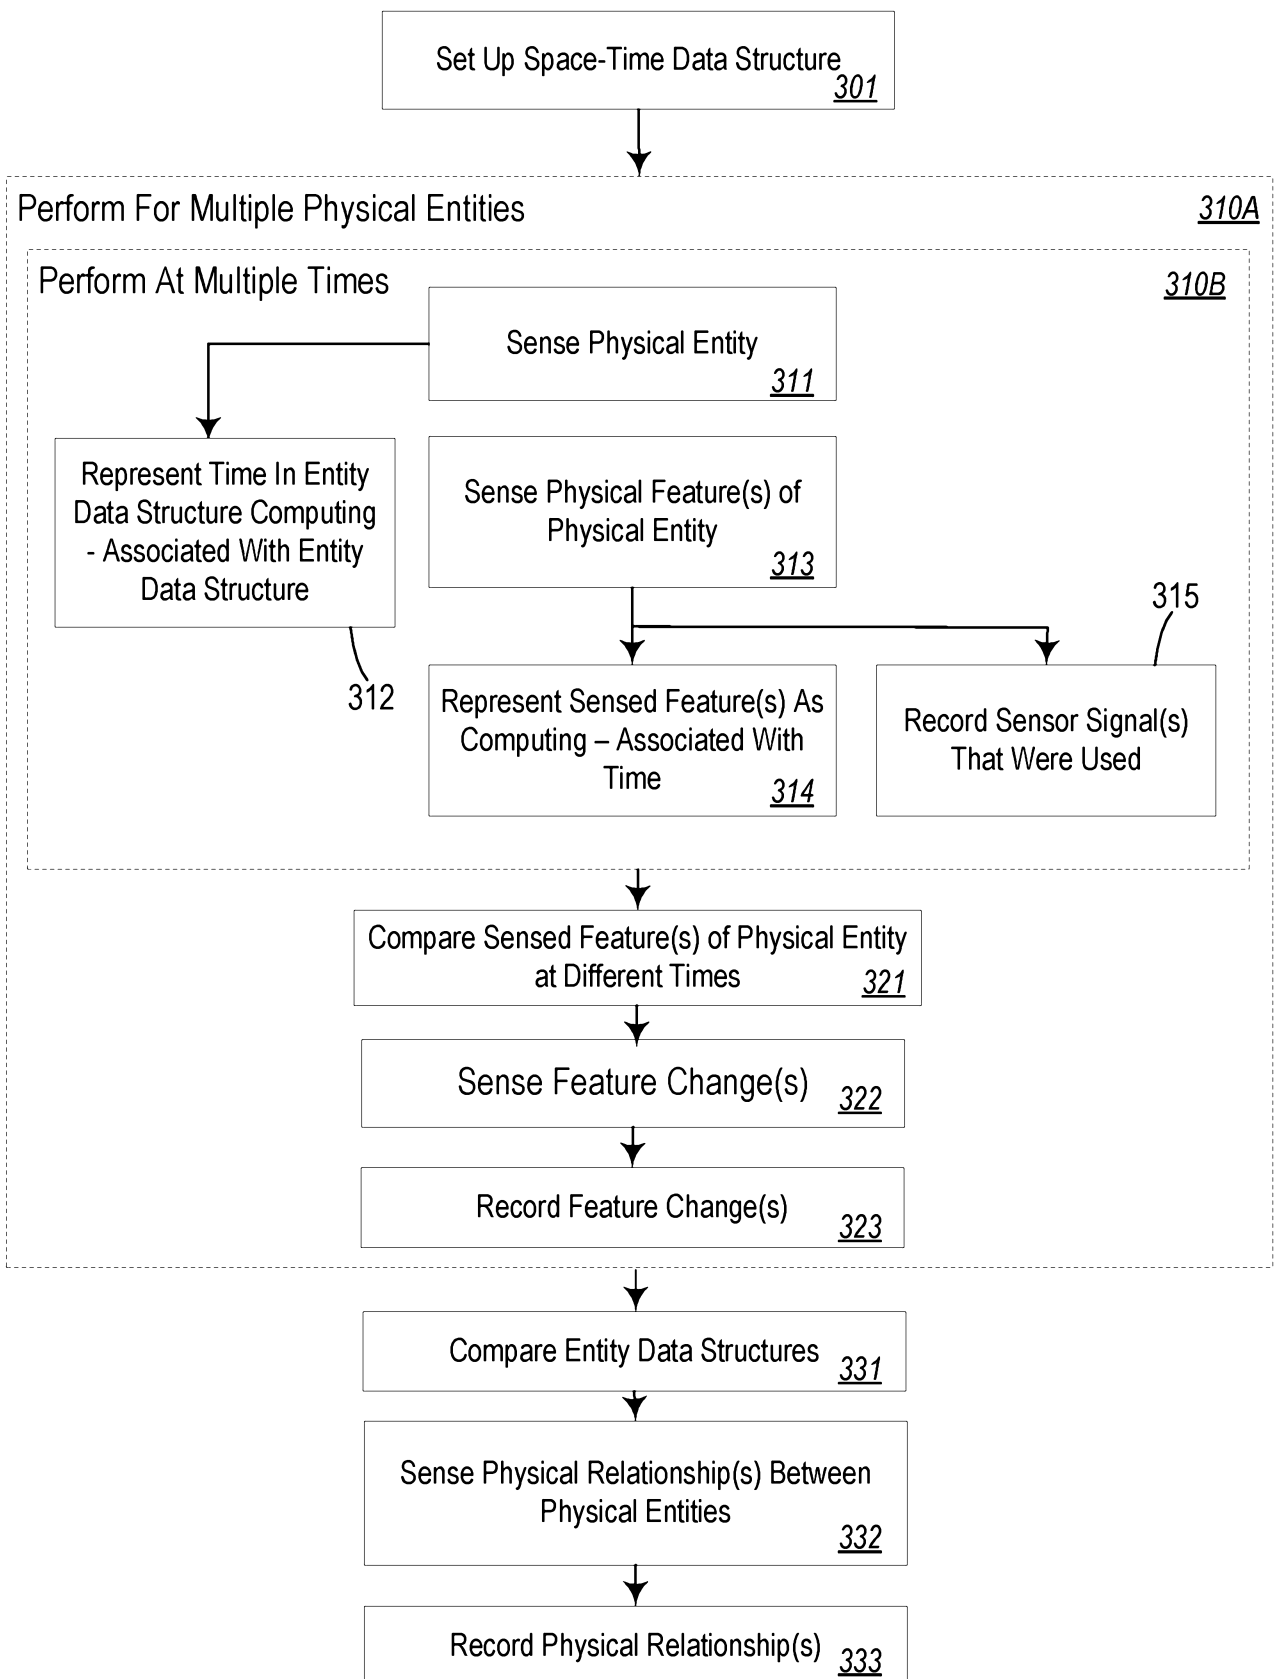 Set Up Space-Time Data Structure
301
Perform For Multiple Physical Entities
310A
Perform At Multiple Times
310B
Sense Physical Entity
311
Represent Time In Entity
Data Structure Computing
- Associated With Entity
Data Structure
312
Sense Physical Feature(s) of
Physical Entity
313
315
Represent Sensed Feature(s) As
Computing – Associated With
Time
314
Record Sensor Signal(s)
That Were Used
Compare Sensed Feature(s) of Physical Entity
at Different Times
321
Sense Feature Change(s)
322
Record Feature Change(s)
323
Compare Entity Data Structures
331
Sense Physical Relationship(s) Between
Physical Entities
332
Record Physical Relationship(s)
333